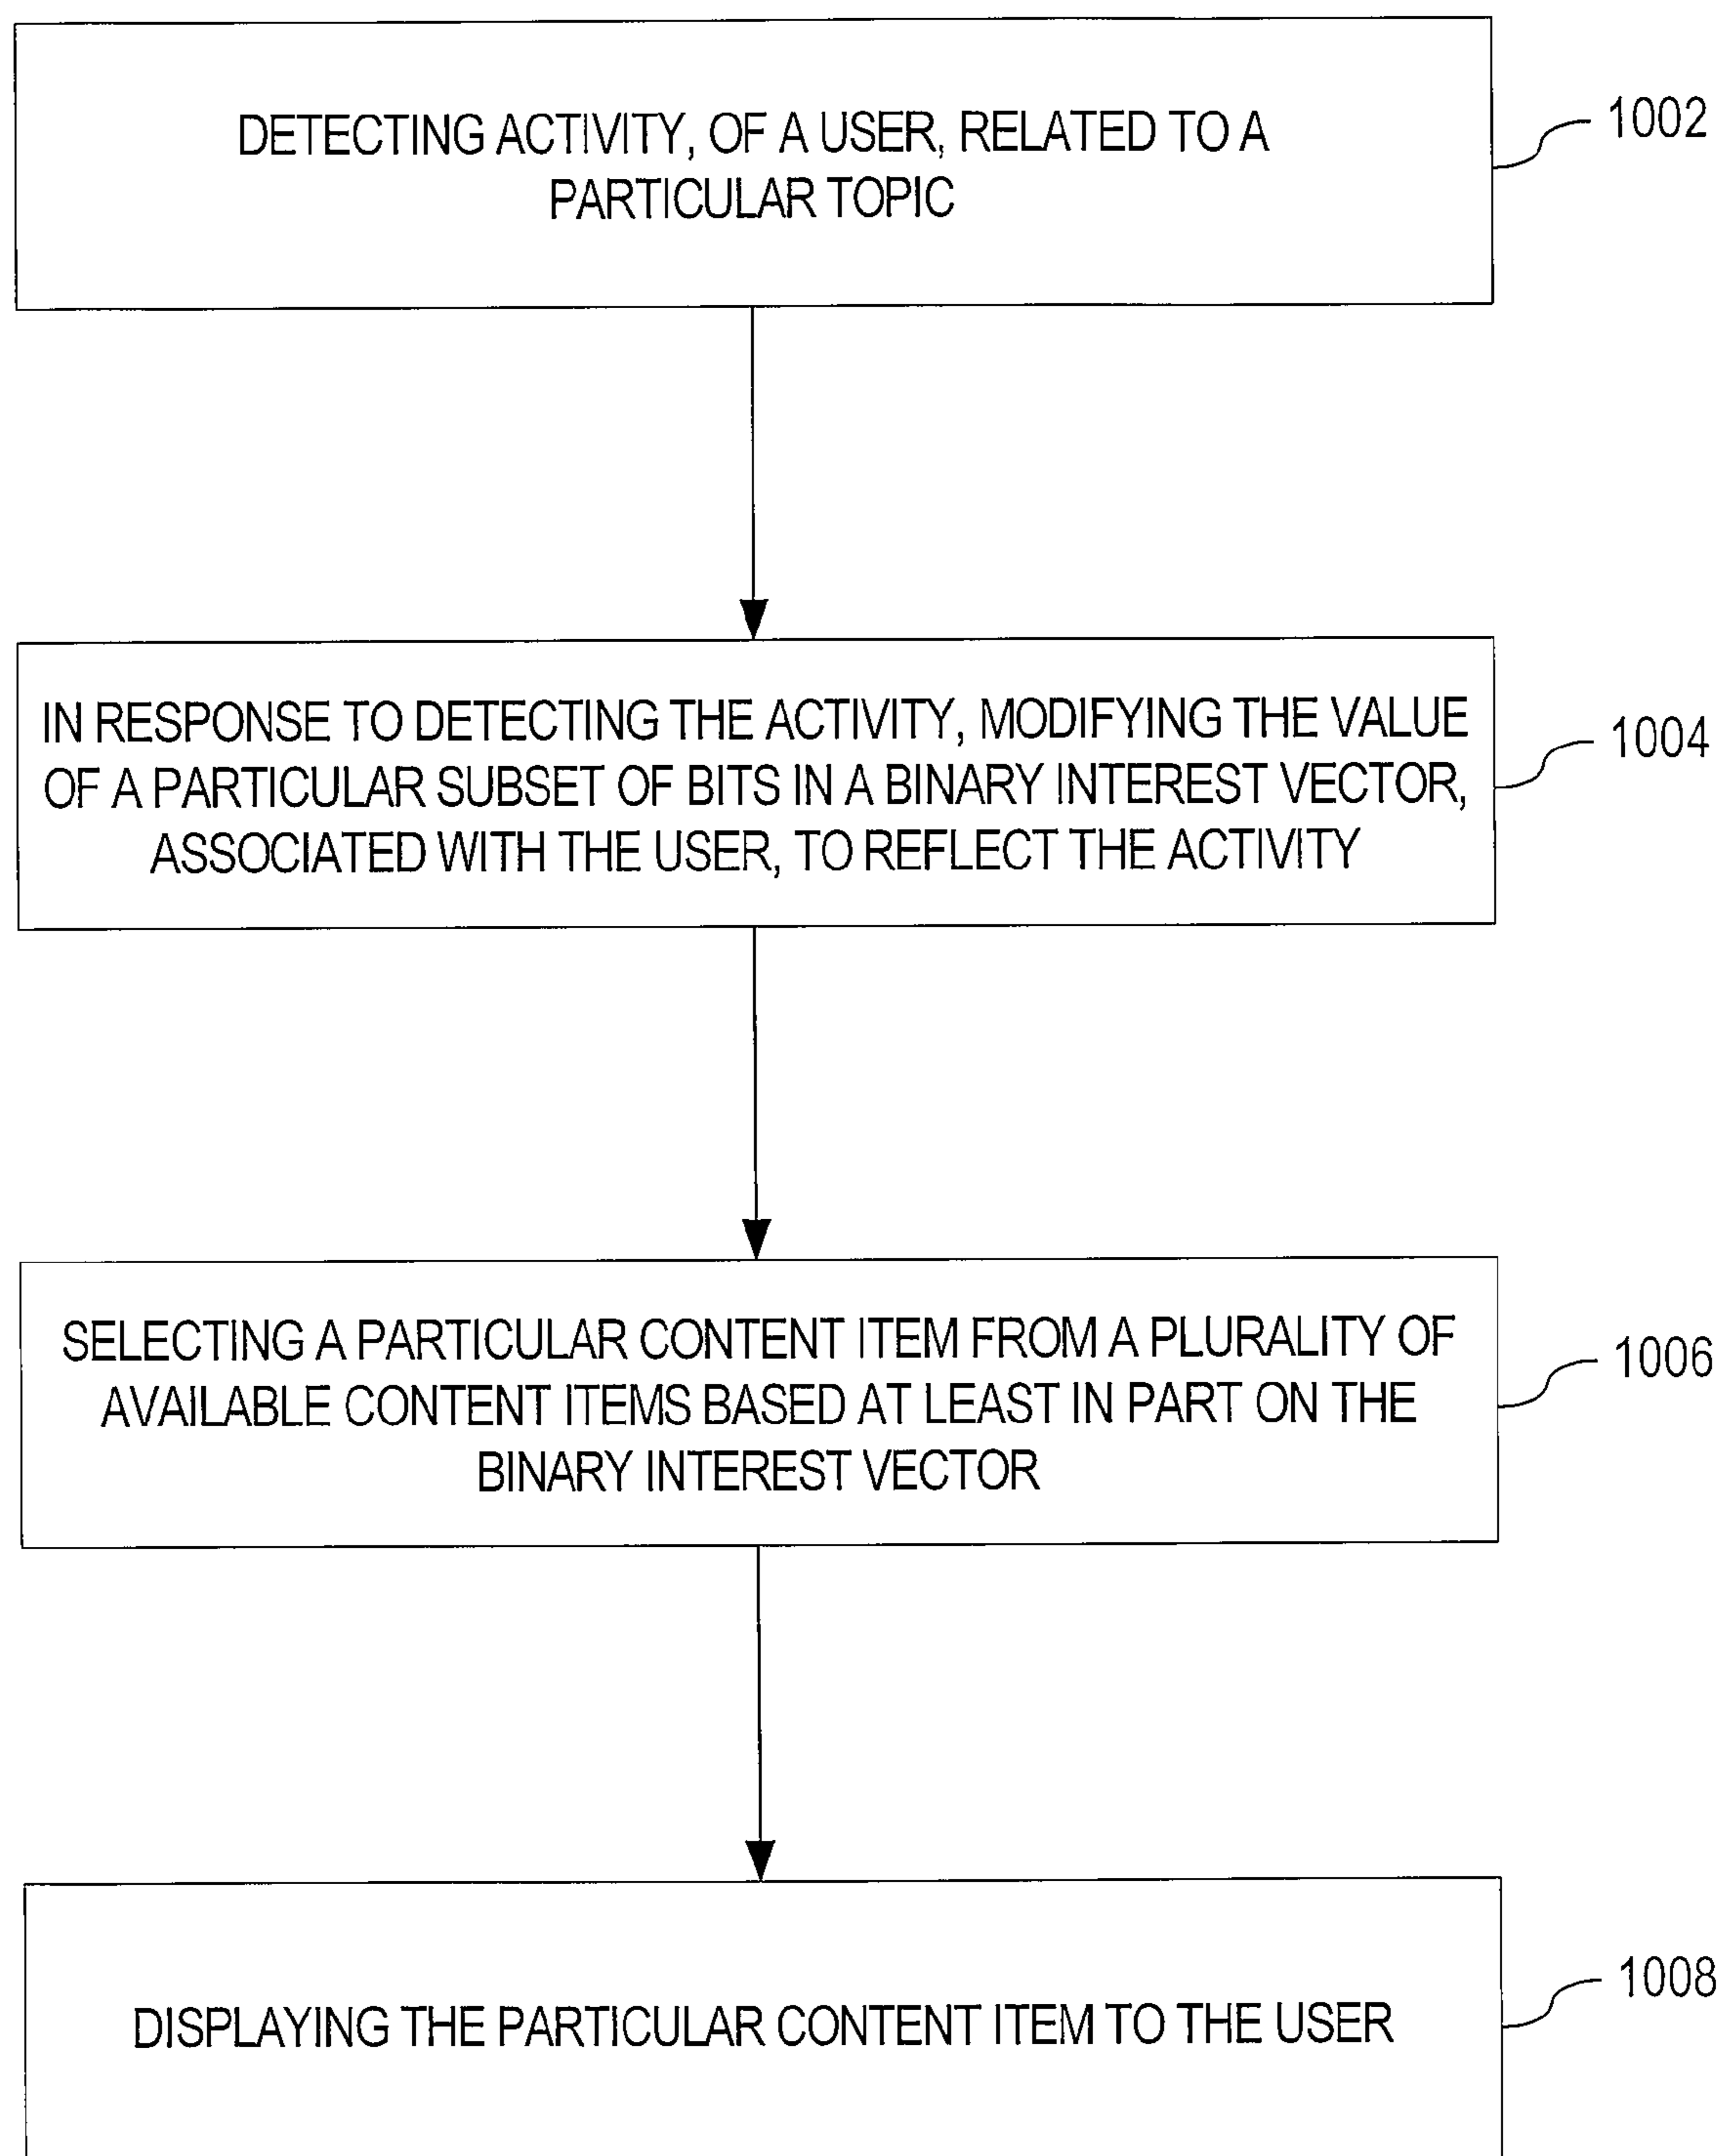 DETECTING ACTIVITY, OF A USER, RELATED TO A
PARTICULAR TOPIC
1002
IN RESPONSE TO DETECTING THE ACTIVITY, MODIFYING THE VALUE
OF A PARTICULAR SUBSET OF BITS IN A BINARY INTEREST VECTOR,
ASSOCIATED WITH THE USER, TO REFLECT THE ACTIVITY
1004
SELECTING A PARTICULAR CONTENT ITEM FROM A PLURALITY OF
AVAILABLE CONTENT ITEMS BASED AT LEAST IN PART ON THE
BINARY INTEREST VECTOR
1006
DISPLAYING THE PARTICULAR CONTENT ITEM TO THE USER
1008